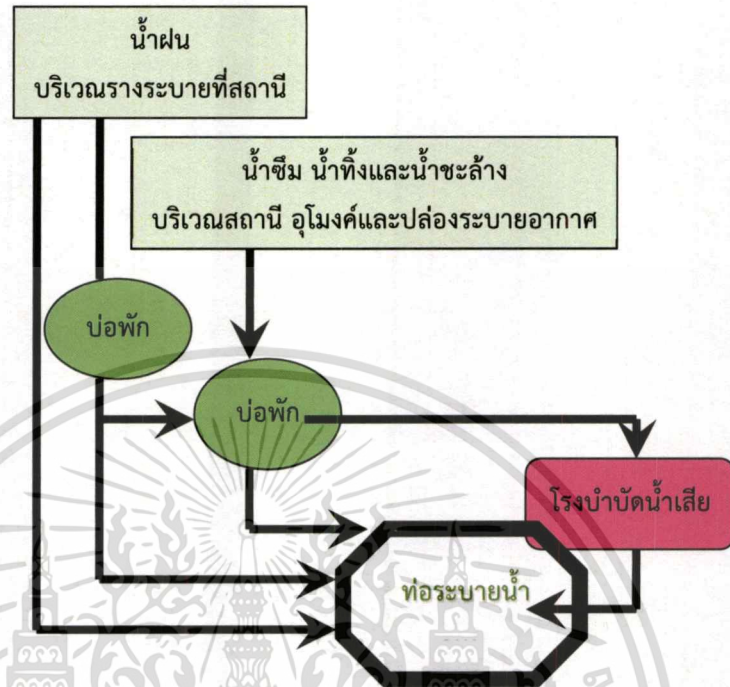 น้ำฝน
บริเวณรางระบายที่สถานี
น้ำซึม น้ำทิ้งและน้ำชะล้าง
บริเวณสถานี อุโมงค์และปล่องระบายอากาศ
บ่อพัก
บ่อพัก
โรงบำบัดน้ำเสีย
ท่อระบายน้ำ